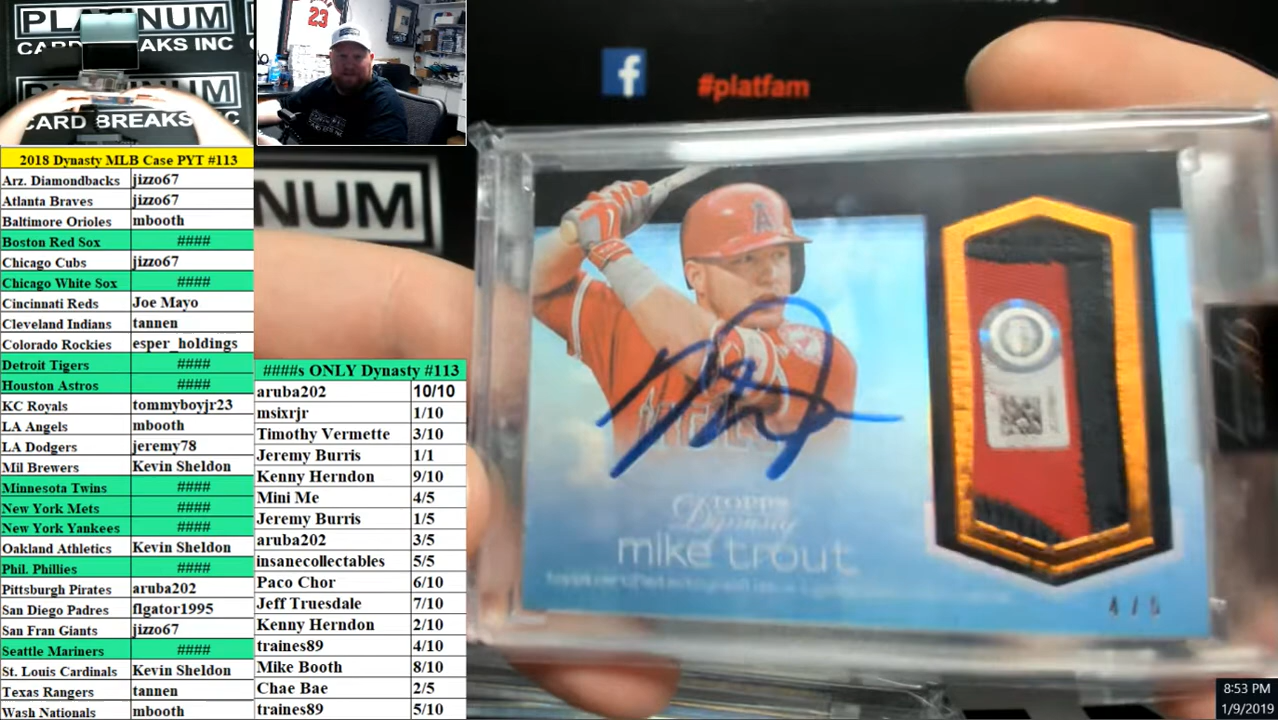 PLATINUM
CARD BREAKS INC
PLATINUM
CARD BREAKS INC
23
#platfam
NUM
2018 Dynasty MLB Case PYT #113
Arz. Diamondbacks jizzo67
Atlanta Braves jizzo67
Baltimore Orioles mbooth
Boston Red Sox ####
Chicago Cubs jizzo67
Chicago White Sox ####
Cincinnati Reds Joe Mayo
Cleveland Indians tannen
Colorado Rockies esper_holdings
Detroit Tigers ####
Houston Astros ####
KC Royals tommyboyjr23
LA Angels mbooth
LA Dodgers jeremy78
Mil Brewers Kevin Sheldon
Minnesota Twins ####
New York Mets ####
New York Yankees ####
Oakland Athletics Kevin Sheldon
Phil. Phillies ####
Pittsburgh Pirates aruba202
San Diego Padres flgator1995
San Fran Giants jizzo67
Seattle Mariners ####
St. Louis Cardinals Kevin Sheldon
Texas Rangers tannen
Wash Nationals mbooth
####s ONLY Dynasty #113
aruba202 10/10
msixrjr 1/10
Timothy Vermette 3/10
Jeremy Burris 1/1
Kenny Herndon 9/10
Mini Me 4/5
Jeremy Burris 1/5
aruba202 3/5
insanecollectables 5/5
Paco Chor 6/10
Jeff Truesdale 7/10
Kenny Herndon 2/10
traines89 4/10
Mike Booth 8/10
Chae Bae 2/5
traines89 5/10
TOPPS
Dynasty
mike trout
4/5
8:53 PM
1/9/2019